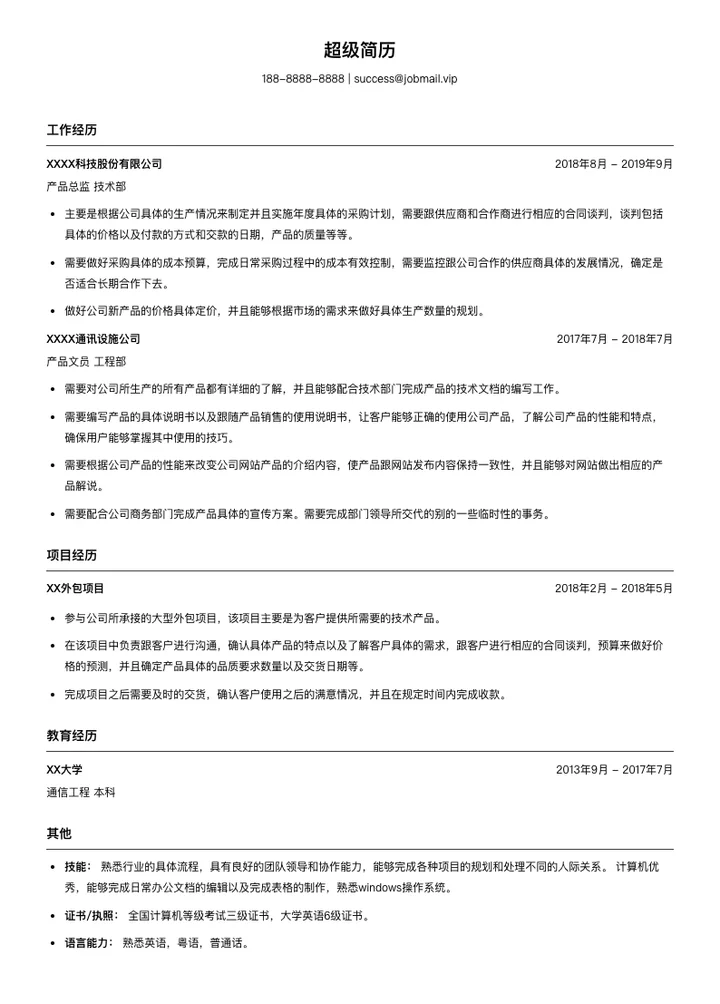 超级简历
188-8888-8888 | success@jobmail.vip
工作经历
XXXX科技股份有限公司 2018年8月 – 2019年9月
产品总监 技术部
• 主要是根据公司具体的生产情况来制定并且实施年度具体的采购计划，需要跟供应商和合作商进行相应的合同谈判，谈判包括
具体的价格以及付款的方式和交款的日期，产品的质量等等。
• 需要做好采购具体的成本预算，完成日常采购过程中的成本有效控制，需要监控跟公司合作的供应商具体的发展情况，确定是
否适合长期合作下去。
• 做好公司新产品的价格具体定价，并且能够根据市场的需求来做好具体生产数量的规划。
XXXX通讯设施公司 2017年7月 – 2018年7月
产品文员 工程部
• 需要对公司所生产的所有产品都有详细的了解，并且能够配合技术部门完成产品的技术文档的编写工作。
• 需要编写产品的具体说明书以及跟随产品销售的使用说明书，让客户能够正确的使用公司产品，了解公司产品的性能和特点，
确保用户能够掌握其中使用的技巧。
• 需要根据公司产品的性能来改变公司网站产品的介绍内容，使产品跟网站发布内容保持一致性，并且能够对网站做出相应的产
品解说。
• 需要配合公司商务部门完成产品具体的宣传方案。需要完成部门领导所交代的别的一些临时性的事务。
项目经历
XX外包项目 2018年2月 – 2018年5月
• 参与公司所承接的大型外包项目，该项目主要是为客户提供所需要的技术产品。
• 在该项目中负责跟客户进行沟通，确认具体产品的特点以及了解客户具体的需求，跟客户进行相应的合同谈判，预算来做好价
格的预测，并且确定产品具体的品质要求数量以及交货日期等。
• 完成项目之后需要及时的交货，确认客户使用之后的满意情况，并且在规定时间内完成收款。
教育经历
XX大学 2013年9月 – 2017年7月
通信工程 本科
其他
• 技能： 熟悉行业的具体流程，具有良好的团队领导和协作能力，能够完成各种项目的规划和处理不同的人际关系。 计算机优
秀，能够完成日常办公文档的编辑以及完成表格的制作，熟悉windows操作系统。
• 证书/执照： 全国计算机等级考试三级证书，大学英语6级证书。
• 语言能力： 熟悉英语，粤语，普通话。